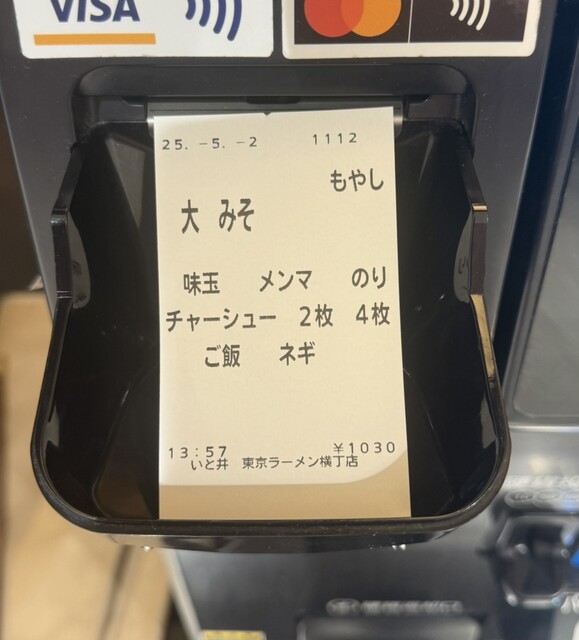 VISA
25. －5. －2 1112
もやし
大 みそ
味玉 メンマ のり
チャーシュー 2枚 4枚
ご飯 ネギ
13:57 ￥1030
いと井 東京ラーメン横丁店